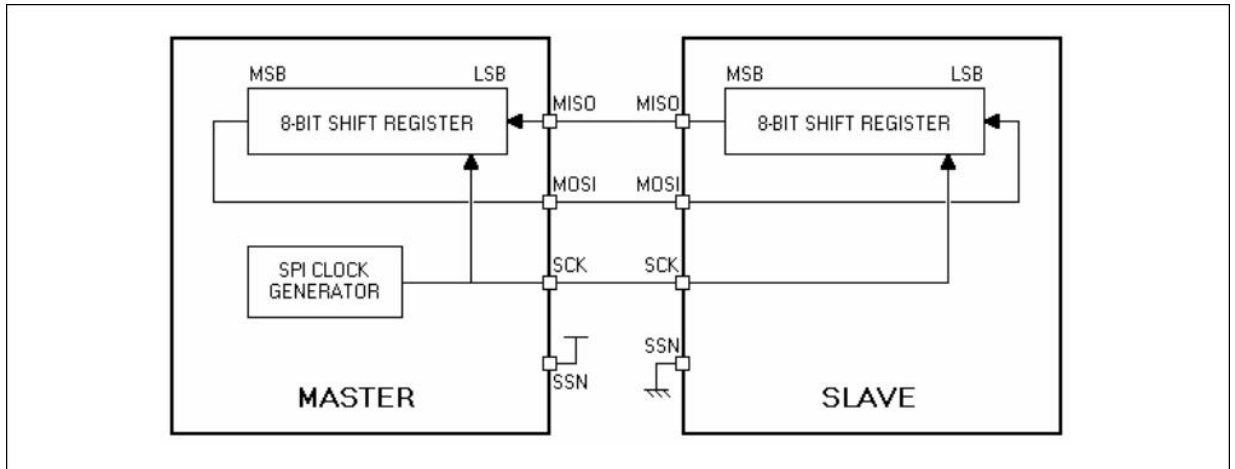 MSB LSB
8-BIT SHIFT REGISTER
MISO
MOSI
SPI CLOCK
GENERATOR
SCK
SSN
MASTER
MSB LSB
MISO
8-BIT SHIFT REGISTER
MOSI
SCK
SSN
SLAVE